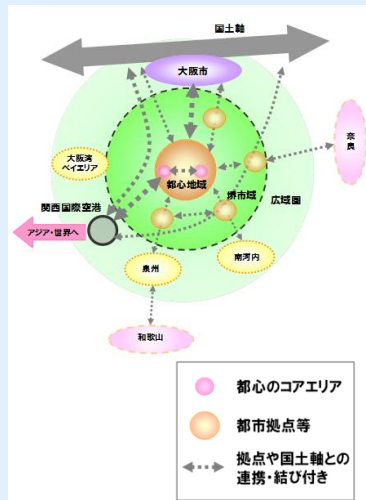 国土軸
大阪市
奈良
大阪湾
ベイエリア
都心地域
堺市域
広域圏
関西国際空港
アジア・世界へ
泉州
南河内
和歌山
都心のコアエリア
都市拠点等
拠点や国土軸との
連携・結び付き